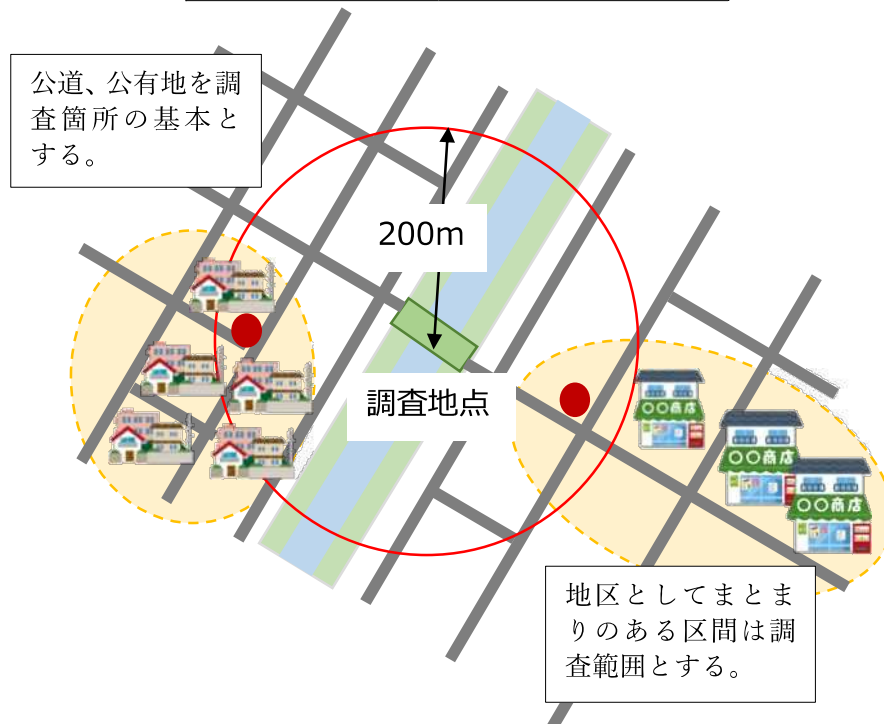 公道、公有地を調
査箇所の基本と
する。
200m
調査地点
〇〇商店
〇〇商店
〇〇商店
地区としてまとま
りのある区間は調
査範囲とする。